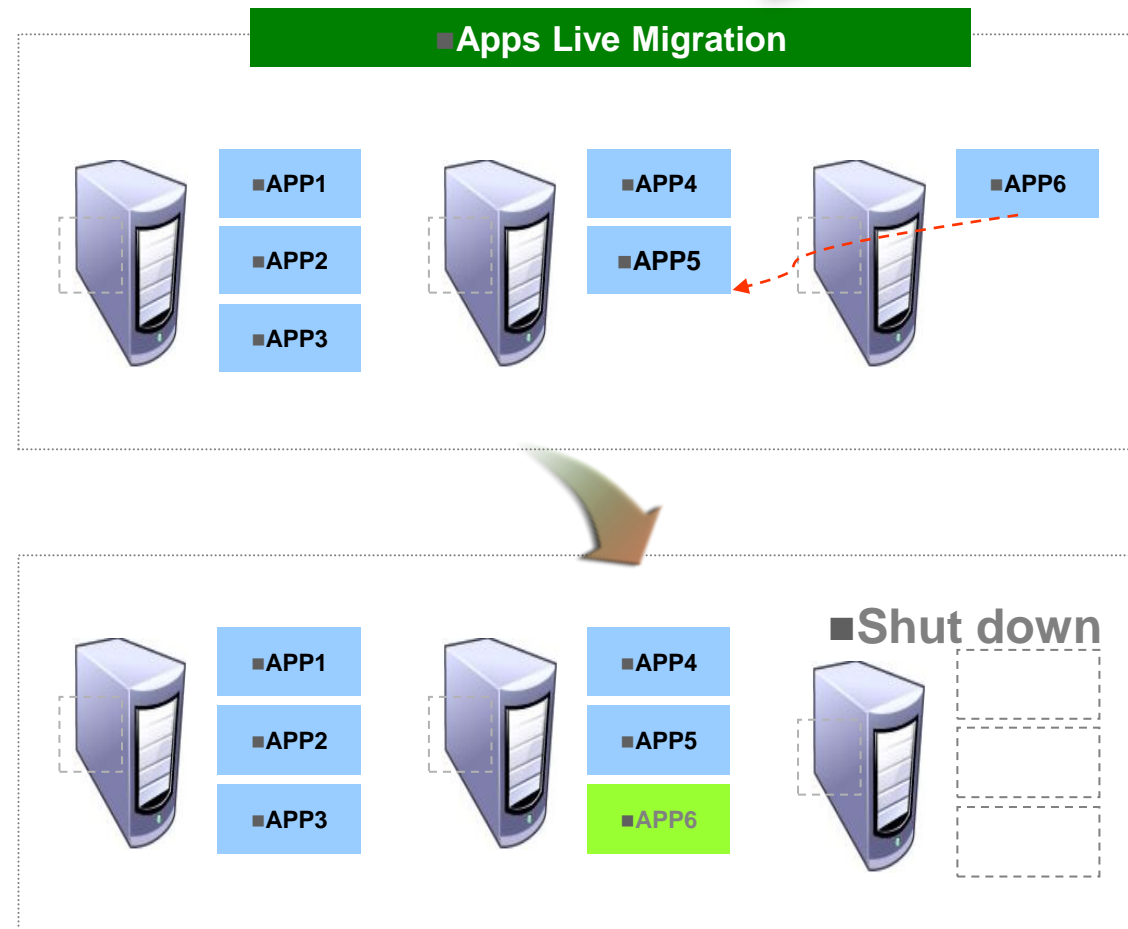 ■Apps Live Migration
■APP1
■APP4
■APP6
■APP2
■APP5
■APP3
■Shut down
■APP1
■APP4
■APP2
■APP5
■APP3
■APP6